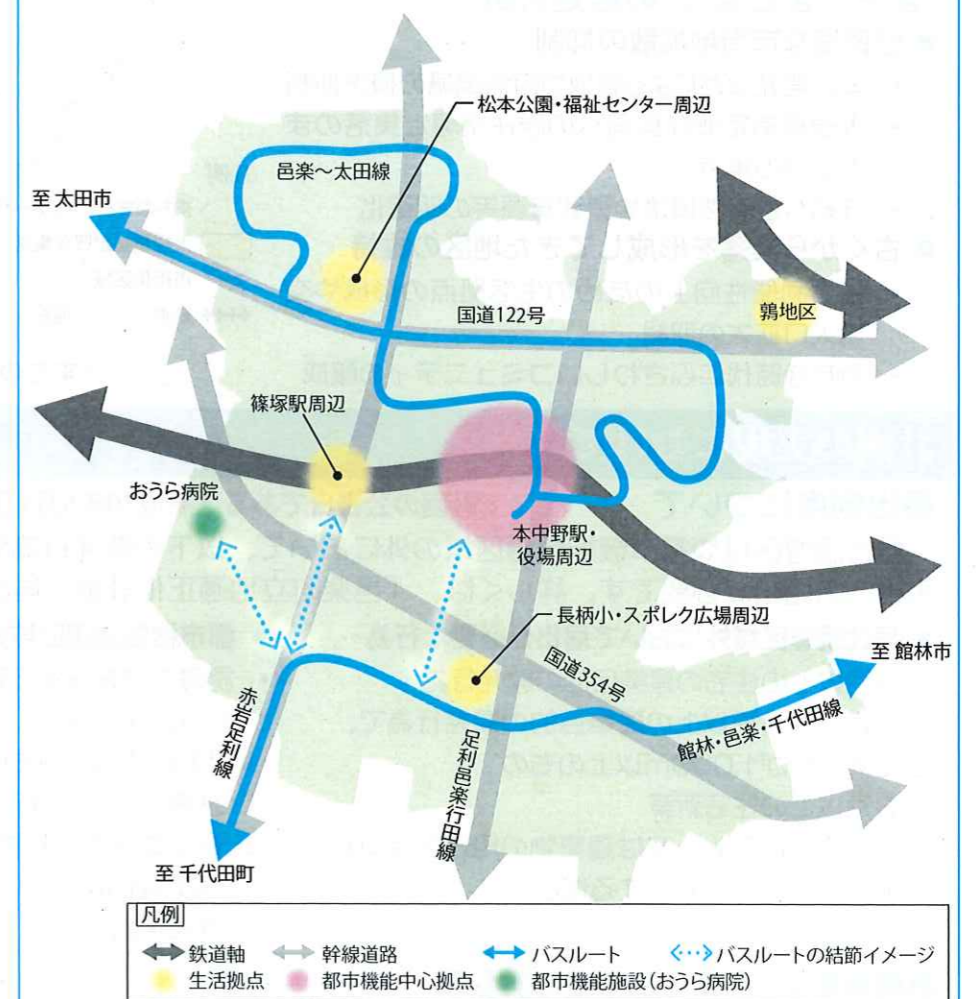 松本公園・福祉センター周辺
邑楽～太田線
至 太田市
鶉地区
国道122号
篠塚駅周辺
おうら病院
本中野駅・
役場周辺
長柄小・スポレク広場周辺
至 館林市
国道354号
赤岩足利線
足利邑楽行田線
館林・邑楽・千代田線
至 千代田町
凡例
鉄道軸 幹線道路 バスルート バスルートの結節イメージ
生活拠点 都市機能中心拠点 都市機能施設(おうら病院)